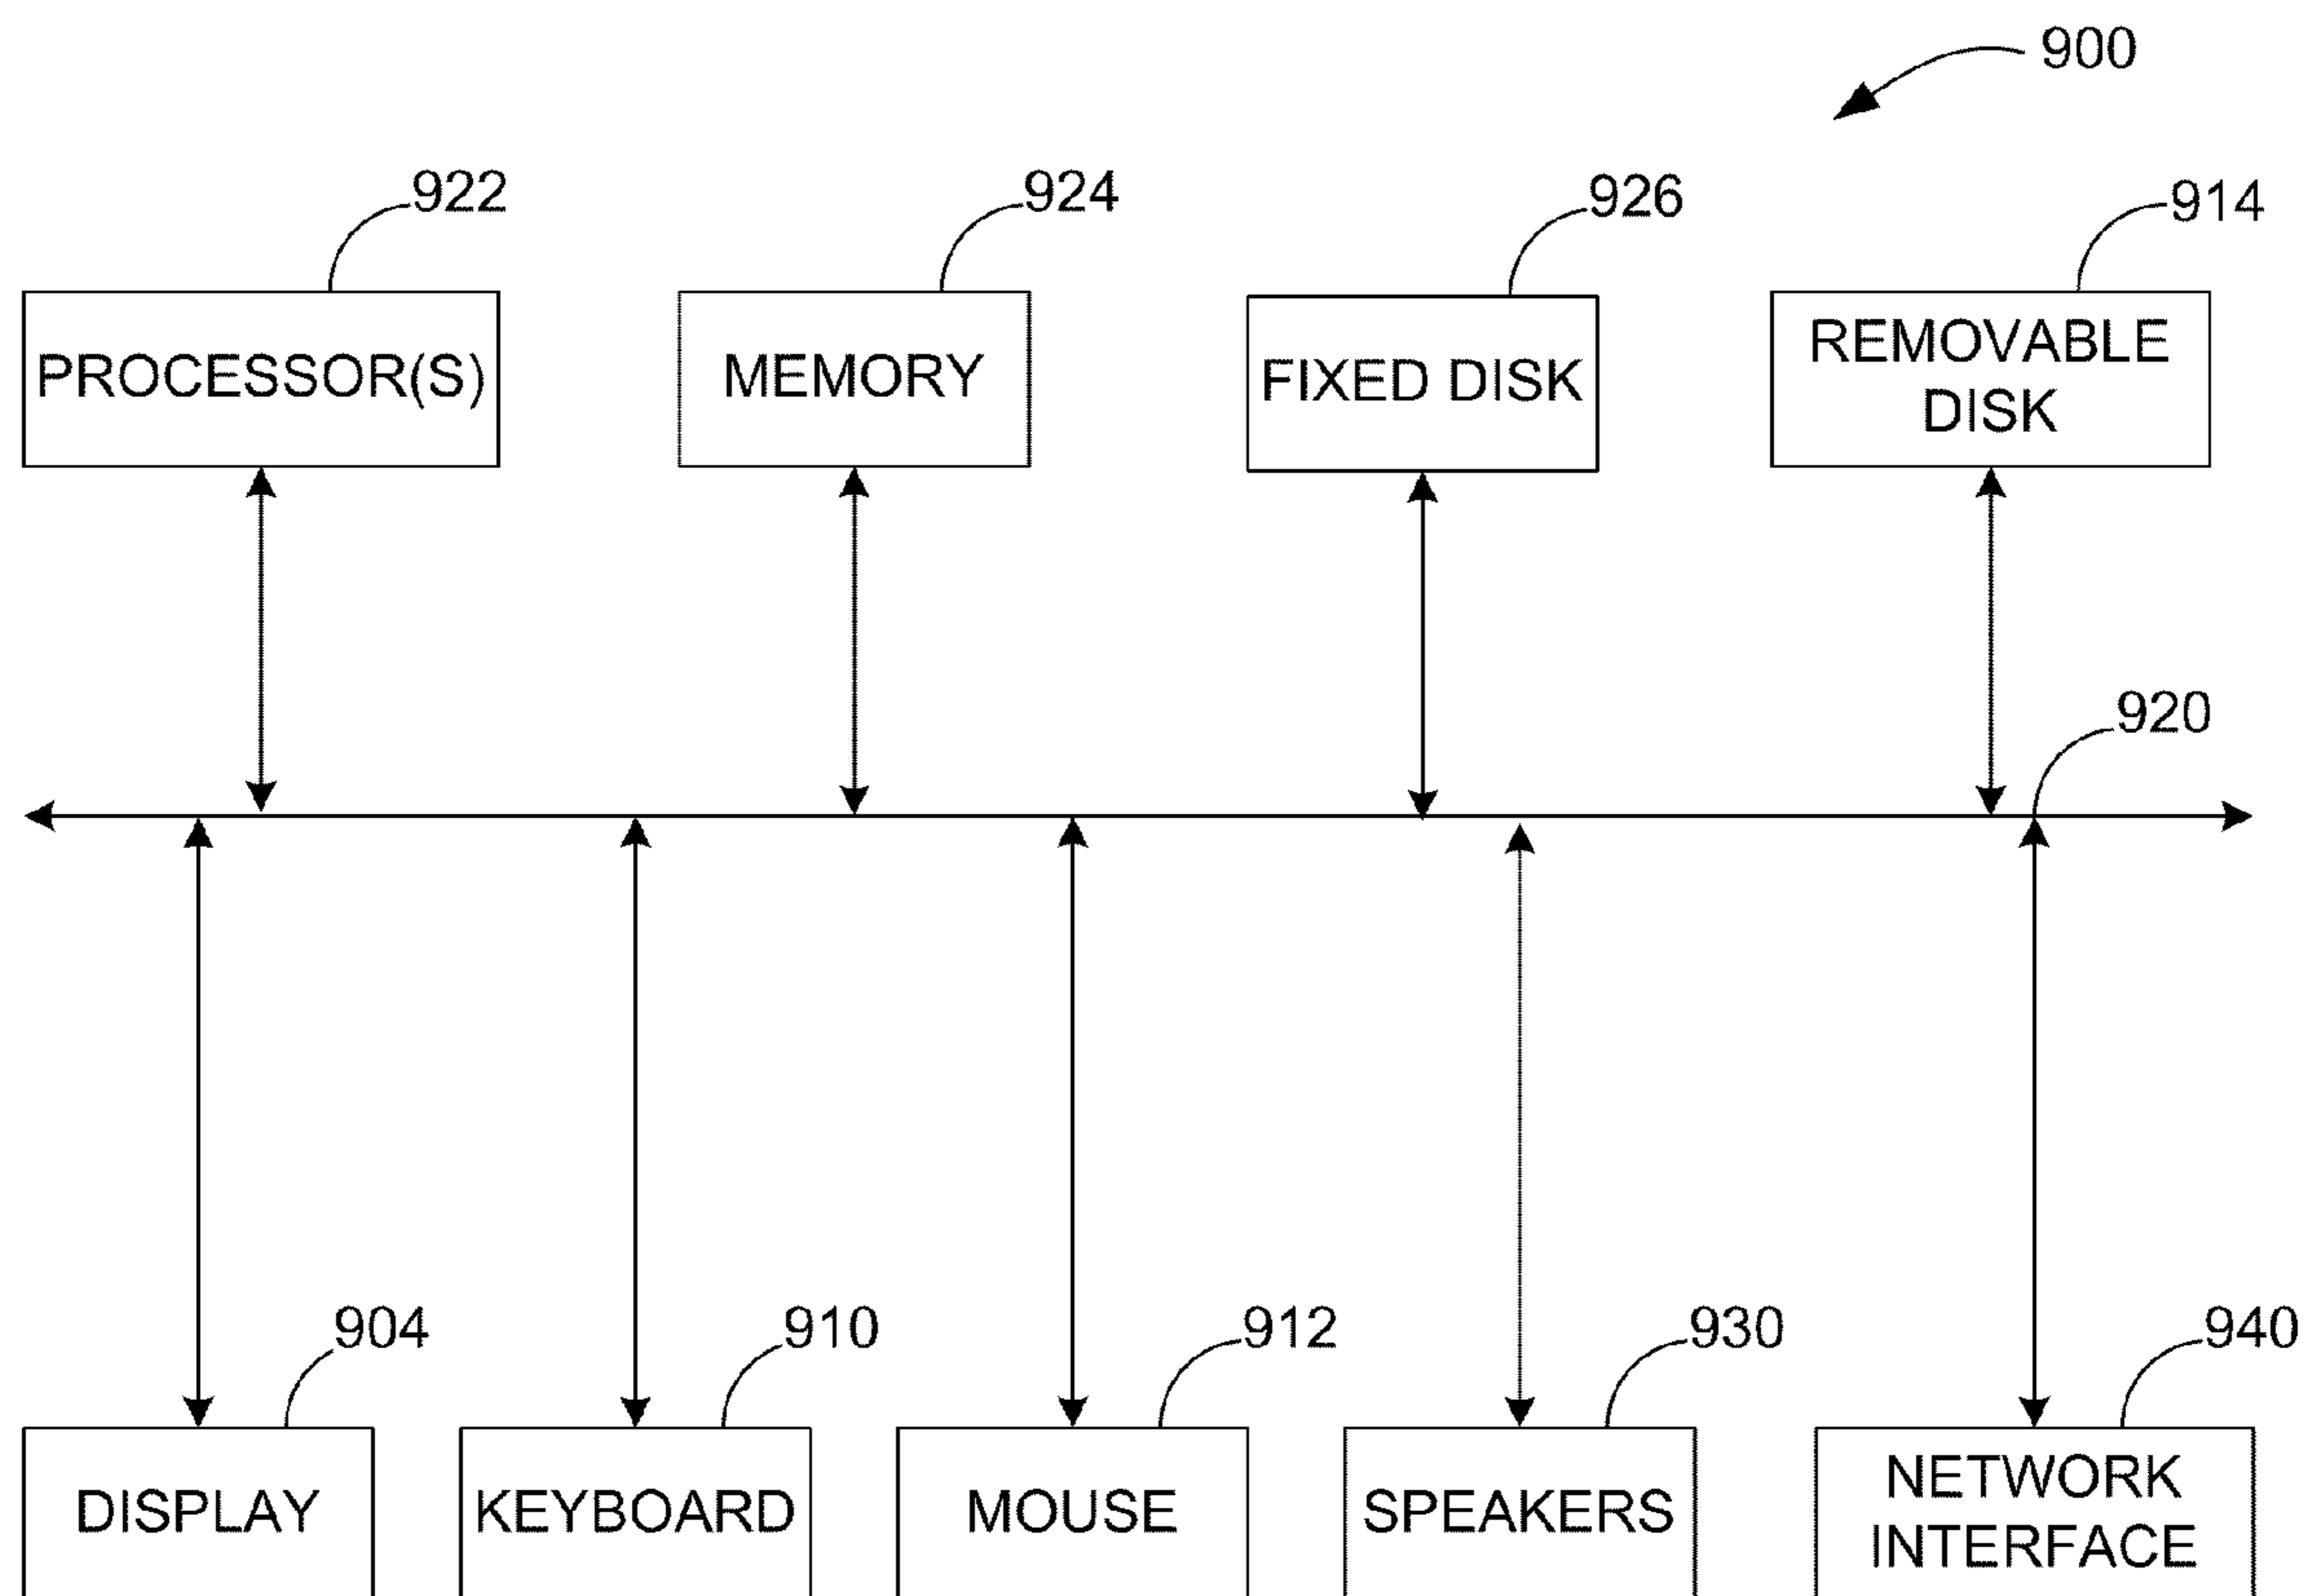 900
922
924
926
914
PROCESSOR(S)
MEMORY
FIXED DISK
REMOVABLE
DISK
920
904
910
912
930
940
DISPLAY
KEYBOARD
MOUSE
SPEAKERS
NETWORK
INTERFACE